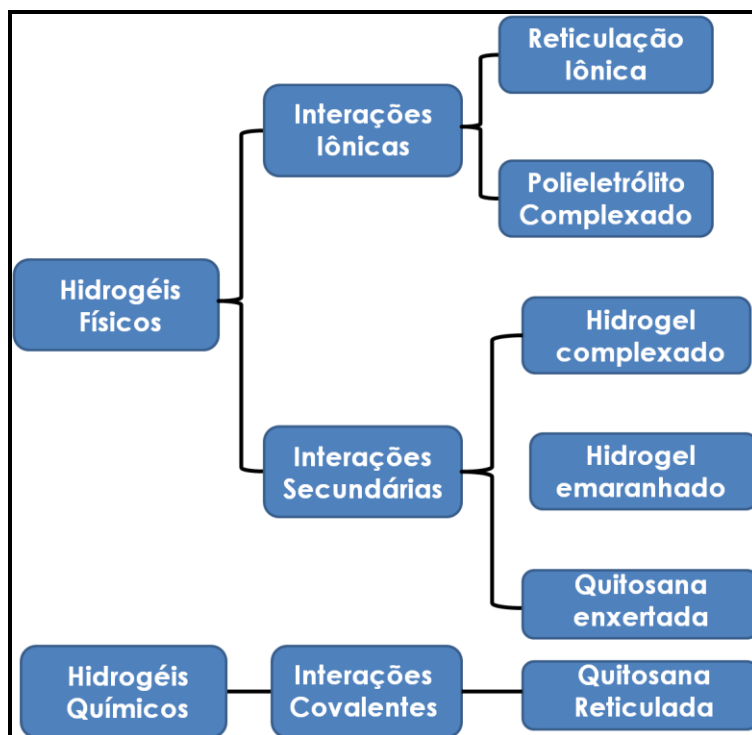 Reticulação
Iônica
Interações
Iônicas
Polieletrólito
Complexado
Hidrogéis
Físicos
Hidrogel
complexado
Interações
Secundárias
Hidrogel
emaranhado
Quitosana
enxertada
Hidrogéis
Químicos
Interações
Covalentes
Quitosana
Reticulada